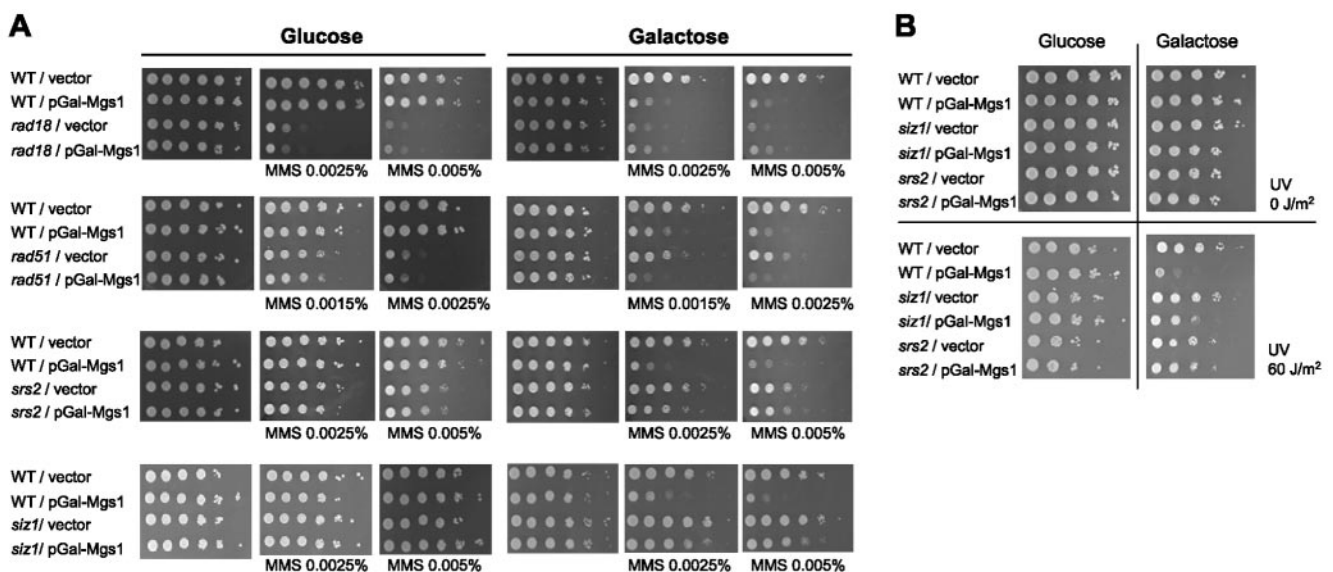 A
Glucose
Galactose
WT / vector
WT / pGal-Mgs1
rad18 / vector
rad18 / pGal-Mgs1
MMS 0.0025%
MMS 0.005%
MMS 0.0025%
MMS 0.005%
WT / vector
WT / pGal-Mgs1
rad51 / vector
rad51 / pGal-Mgs1
MMS 0.0015%
MMS 0.0025%
MMS 0.0015%
MMS 0.0025%
WT / vector
WT / pGal-Mgs1
srs2 / vector
srs2 / pGal-Mgs1
MMS 0.0025%
MMS 0.005%
MMS 0.0025%
MMS 0.005%
WT / vector
WT / pGal-Mgs1
siz1/ vector
siz1/ pGal-Mgs1
MMS 0.0025%
MMS 0.005%
MMS 0.0025%
MMS 0.005%
B
Glucose
Galactose
WT / vector
WT / pGal-Mgs1
siz1/ vector
siz1/ pGal-Mgs1
srs2 / vector
srs2 / pGal-Mgs1
UV
0 J/m²
WT / vector
WT / pGal-Mgs1
siz1/ vector
siz1/ pGal-Mgs1
srs2 / vector
srs2 / pGal-Mgs1
UV
60 J/m²